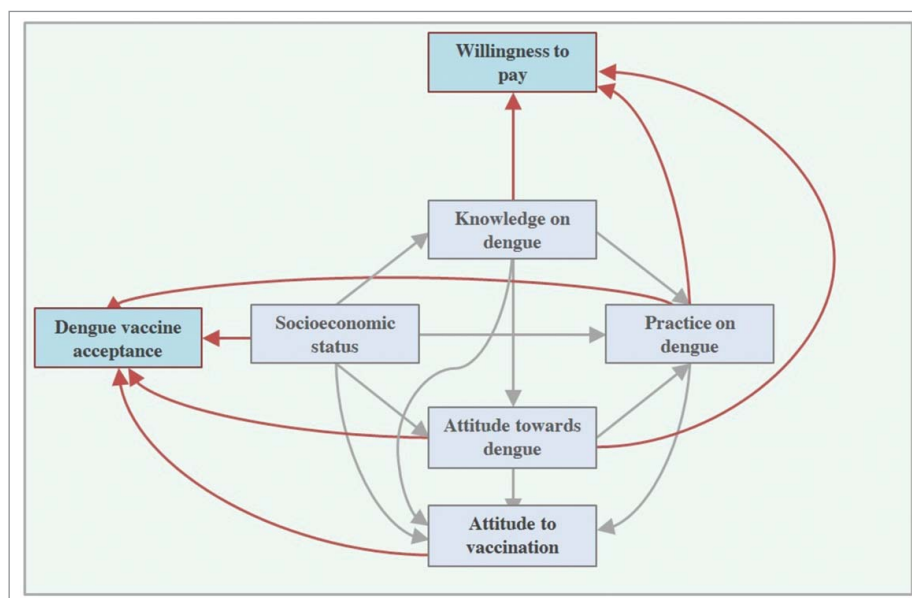 Willingness to
pay
Knowledge on
dengue
Dengue vaccine
acceptance
Socioeconomic
status
Practice on
dengue
Attitude towards
dengue
Attitude to
vaccination